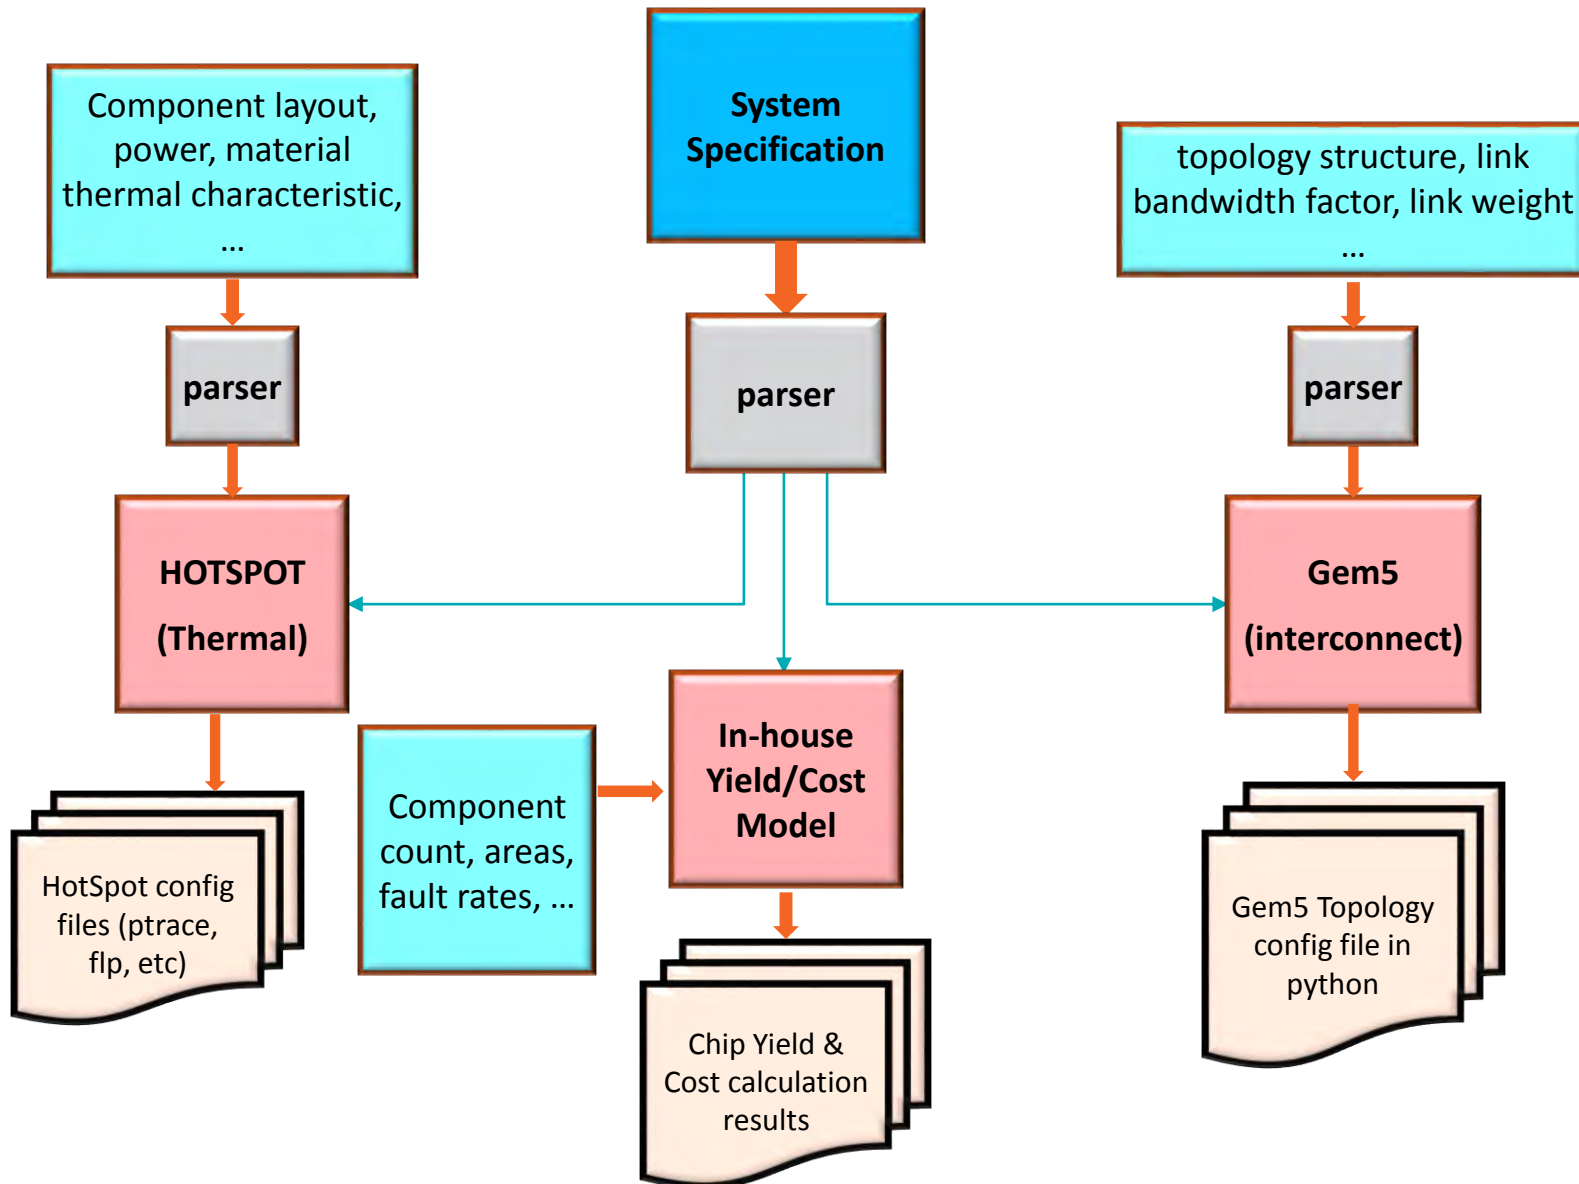 Component layout,
power, material
thermal characteristic,
...
System
Specification
topology structure, link
bandwidth factor, link weight
...
parser
parser
parser
HOTSPOT
(Thermal)
Gem5
(interconnect)
In-house
Yield/Cost
Model
Component
count, areas,
fault rates, ...
HotSpot config
files (ptrace,
flp, etc)
Chip Yield &
Cost calculation
results
Gem5 Topology
config file in
python